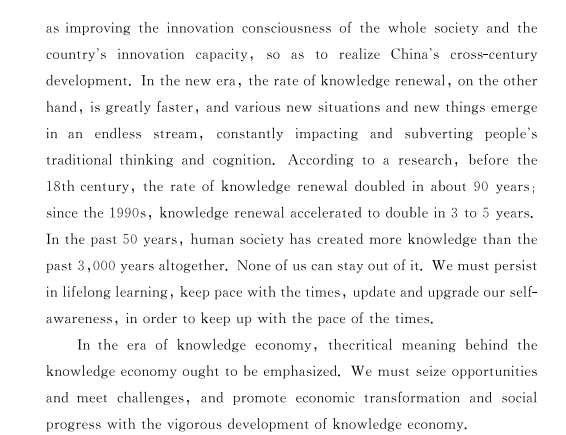 as improving the innovation consciousness of the whole society and the
country's innovation capacity, so as to realize China's cross-century
development. In the new era, the rate of knowledge renewal, on the other
hand, is greatly faster, and various new situations and new things emerge
in an endless stream, constantly impacting and subverting people's
traditional thinking and cognition. According to a research, before the
18th century, the rate of knowledge renewal doubled in about 90 years;
since the 1990s, knowledge renewal accelerated to double in 3 to 5 years.
In the past 50 years, human society has created more knowledge than the
past 3,000 years altogether. None of us can stay out of it. We must persist
in lifelong learning, keep pace with the times, update and upgrade our self-
awareness, in order to keep up with the pace of the times.
In the era of knowledge economy, thecritical meaning behind the
knowledge economy ought to be emphasized. We must seize opportunities
and meet challenges, and promote economic transformation and social
progress with the vigorous development of knowledge economy.